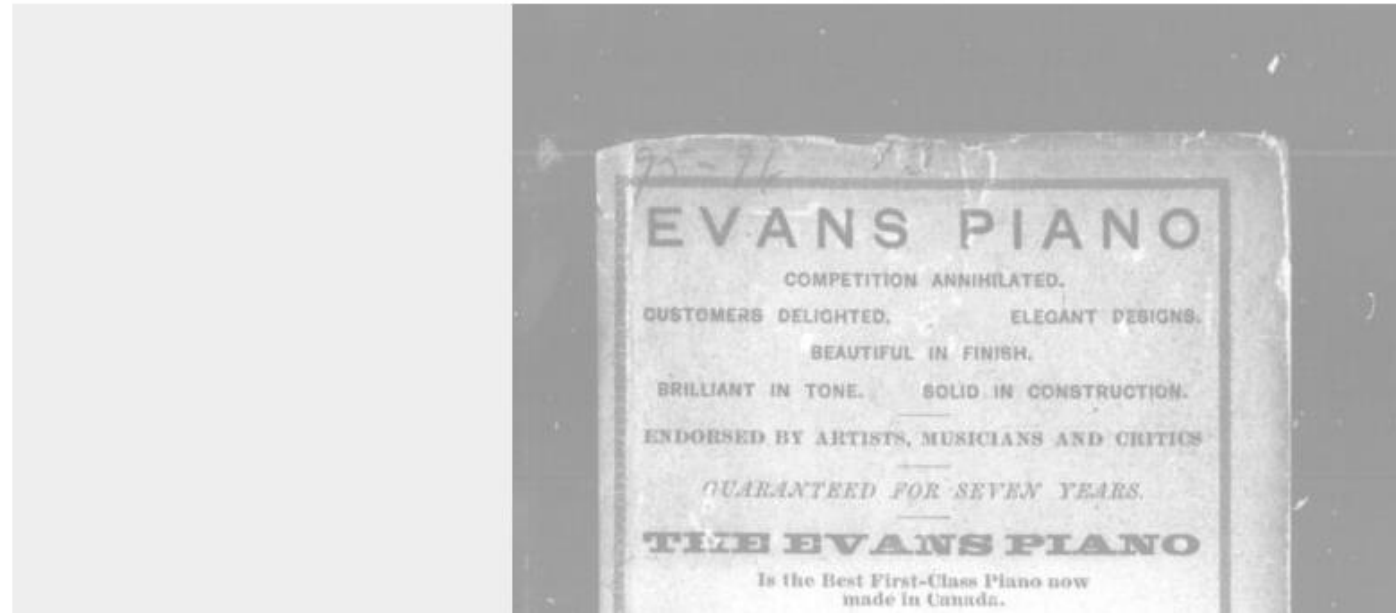 95-96
EVANS PIANO
COMPETITION ANNIHILATED.
CUSTOMERS DELIGHTED. ELEGANT DESIGNS.
BEAUTIFUL IN FINISH.
BRILLIANT IN TONE. SOLID IN CONSTRUCTION.
ENDORSED BY ARTISTS, MUSICIANS AND CRITICS
GUARANTEED FOR SEVEN YEARS.
THE EVANS PIANO
Is the Best First-Class Piano now
made in Canada.